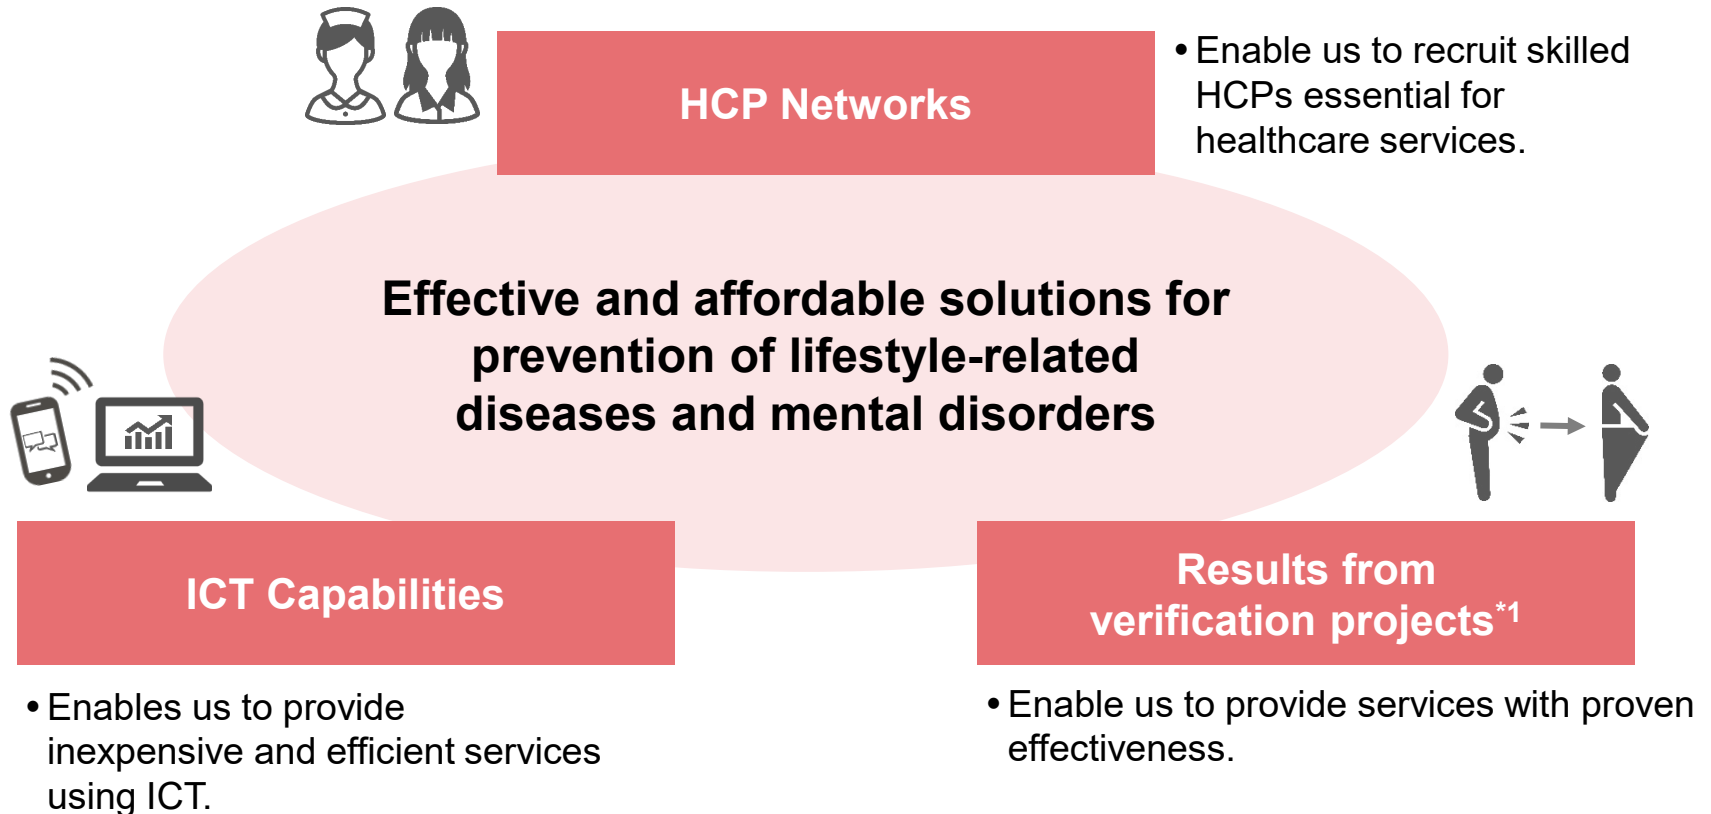 HCP Networks
• Enable us to recruit skilled
HCPs essential for
healthcare services.
Effective and affordable solutions for
prevention of lifestyle-related
diseases and mental disorders
ICT Capabilities
• Enables us to provide
inexpensive and efficient services
using ICT.
Results from
verification projects*1
• Enable us to provide services with proven
effectiveness.